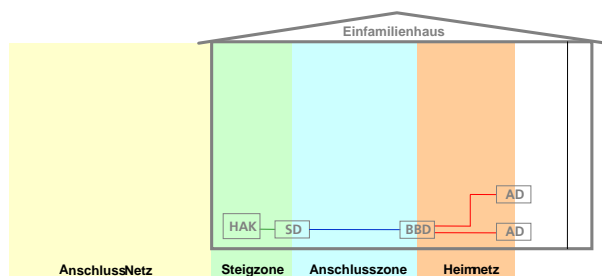 Einfamilienhaus
AD
HAK
SD
BBD
AD
AnschlussNetz
Steigzone
Anschlusszone
Heimnetz